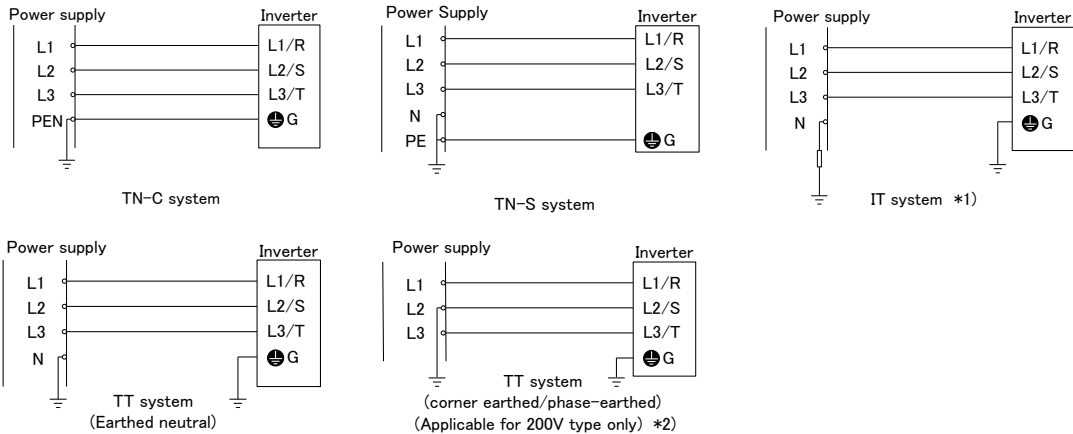 Power supply
Inverter
L1
L1/R
L2
L2/S
L3
L3/T
PEN
G
TN-C system
Power Supply
Inverter
L1
L1/R
L2
L2/S
L3
L3/T
N
PE
G
TN-S system
Power supply
Inverter
L1
L1/R
L2
L2/S
L3
L3/T
N
G
IT system *1)
Power supply
Inverter
L1
L1/R
L2
L2/S
L3
L3/T
N
G
TT system
(Earthed neutral)
Power supply
Inverter
L1
L1/R
L2
L2/S
L3
L3/T
G
TT system
(corner earthed/phase-earthed)
(Applicable for 200V type only) *2)